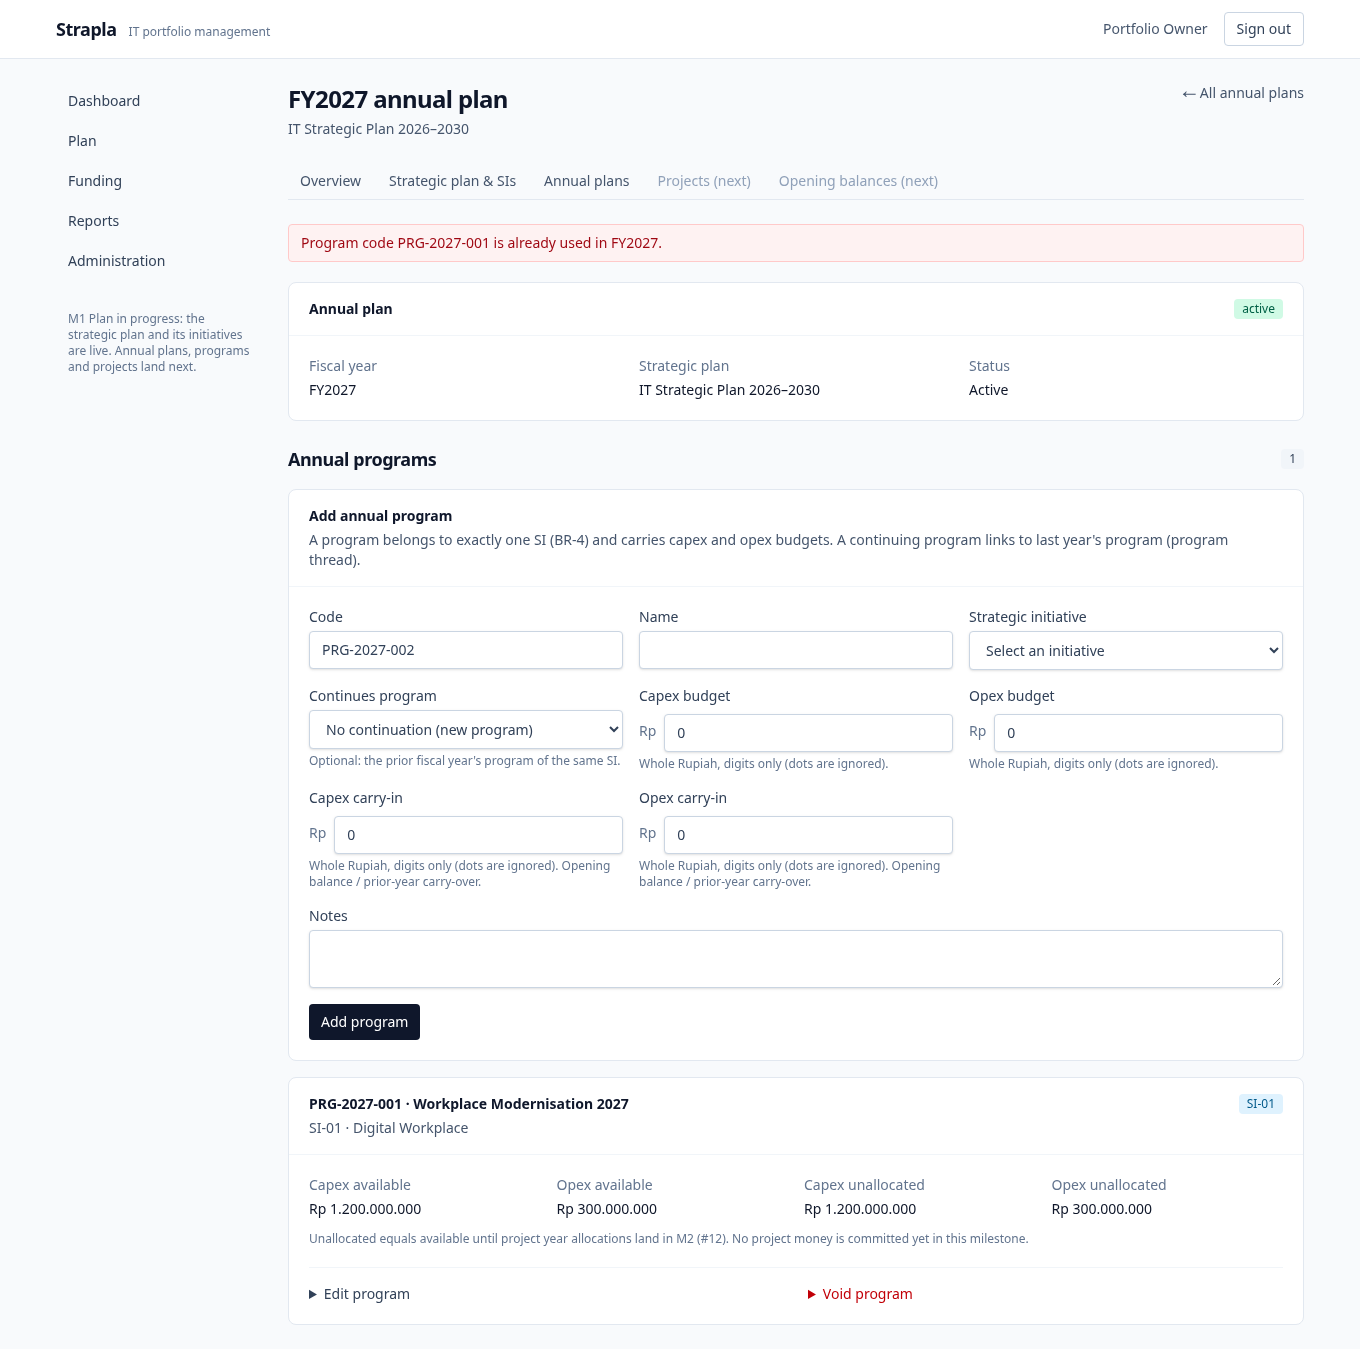 Strapla IT portfolio management
Portfolio Owner Sign out
Dashboard
Plan
Funding
Reports
Administration
M1 Plan in progress: the
strategic plan and its initiatives
are live. Annual plans, programs
and projects land next.
FY2027 annual plan
← All annual plans
IT Strategic Plan 2026–2030
Overview Strategic plan & SIs Annual plans Projects (next) Opening balances (next)
Program code PRG-2027-001 is already used in FY2027.
Annual plan active
Fiscal year Strategic plan Status
FY2027 IT Strategic Plan 2026–2030 Active
Annual programs 1
Add annual program
A program belongs to exactly one SI (BR-4) and carries capex and opex budgets. A continuing program links to last year's program (program
thread).
Code Name Strategic initiative
PRG-2027-002 Select an initiative
Continues program Capex budget Opex budget
No continuation (new program) Rp 0 Rp 0
Optional: the prior fiscal year's program of the same SI. Whole Rupiah, digits only (dots are ignored). Whole Rupiah, digits only (dots are ignored).
Capex carry-in Opex carry-in
Rp 0 Rp 0
Whole Rupiah, digits only (dots are ignored). Opening
balance / prior-year carry-over.
Whole Rupiah, digits only (dots are ignored). Opening
balance / prior-year carry-over.
Notes
Add program
PRG-2027-001 · Workplace Modernisation 2027 SI-01
SI-01 · Digital Workplace
Capex available Opex available Capex unallocated Opex unallocated
Rp 1.200.000.000 Rp 300.000.000 Rp 1.200.000.000 Rp 300.000.000
Unallocated equals available until project year allocations land in M2 (#12). No project money is committed yet in this milestone.
▶ Edit program ▶ Void program